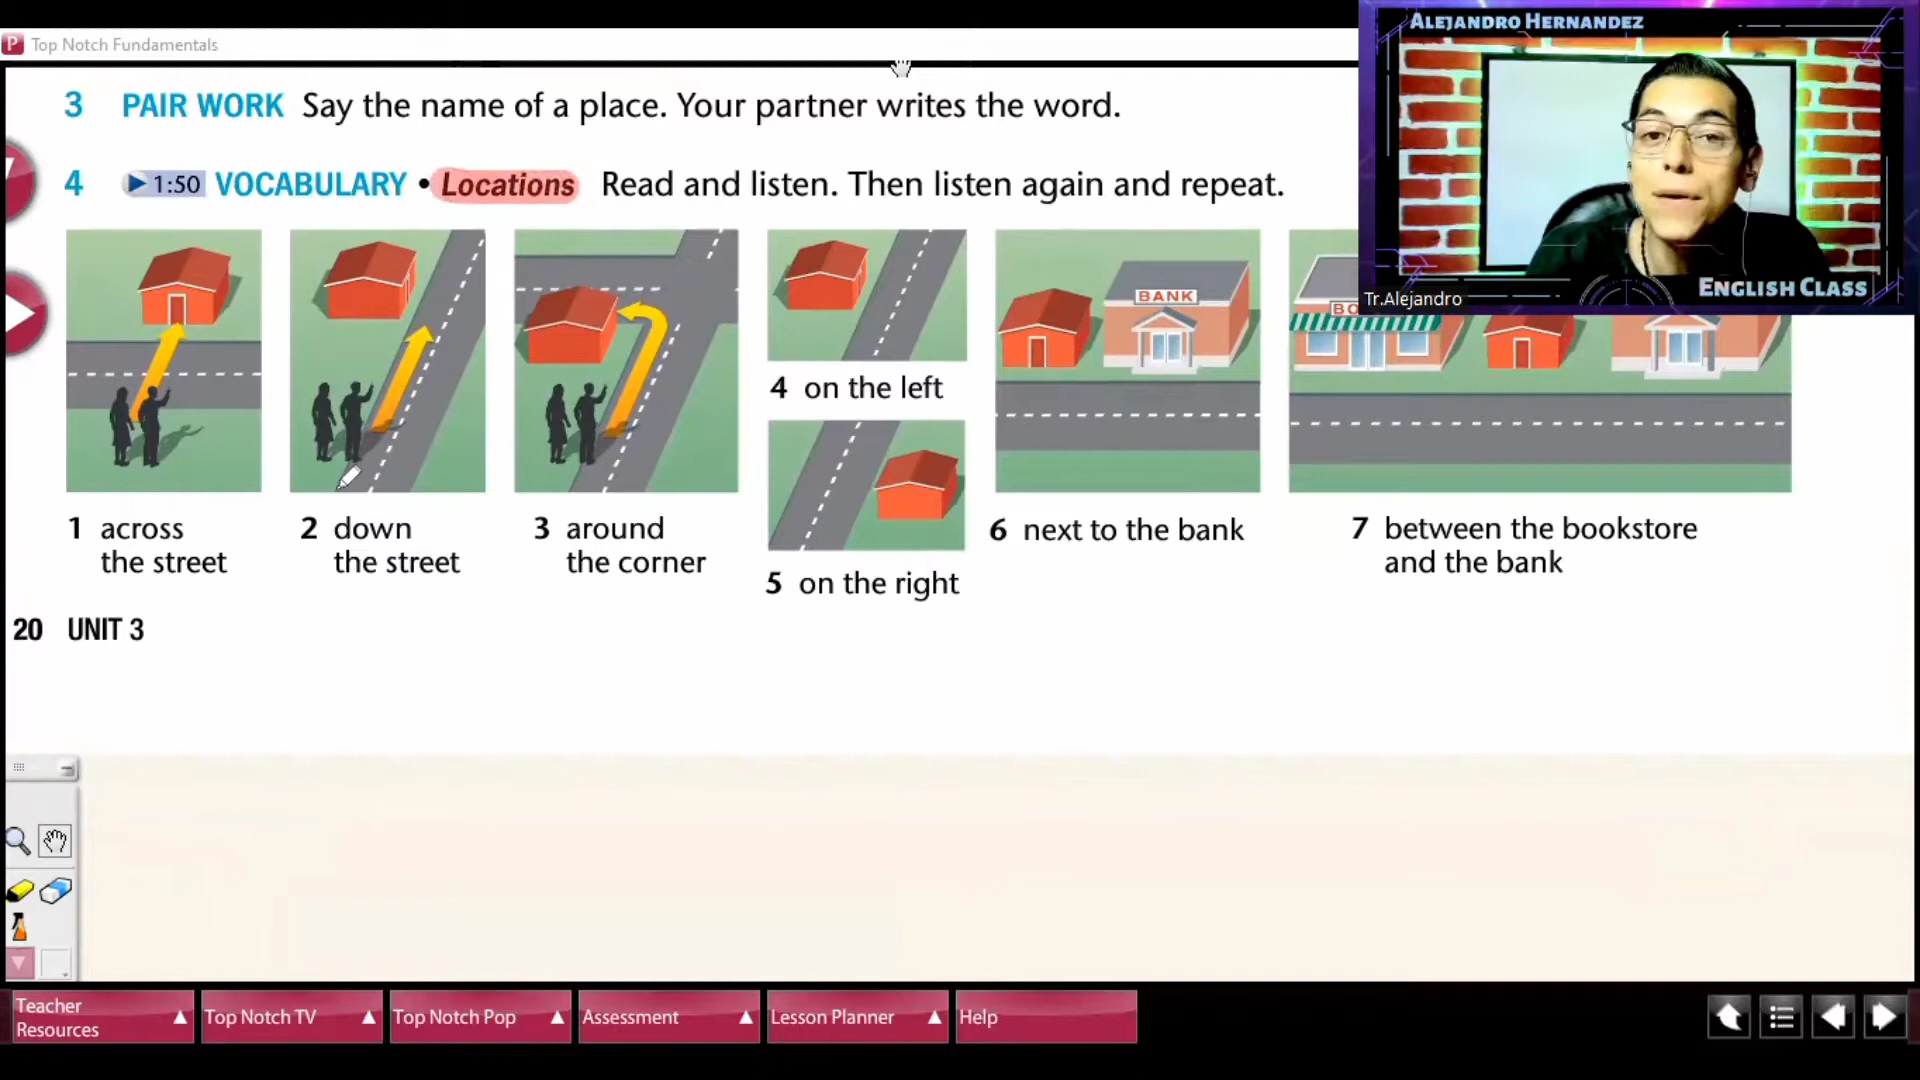 Top Notch Fundamentals
ALEJANDRO HERNANDEZ
3 PAIR WORK Say the name of a place. Your partner writes the word.
4 1:50 VOCABULARY • Locations Read and listen. Then listen again and repeat.
ENGLISH CLASS
Tr.Alejandro
BANK
BO
4 on the left
1 across
the street
2 down
the street
3 around
the corner
5 on the right
6 next to the bank
7 between the bookstore
and the bank
20 UNIT 3
Teacher
Resources
Top Notch TV
Top Notch Pop
Assessment
Lesson Planner
Help